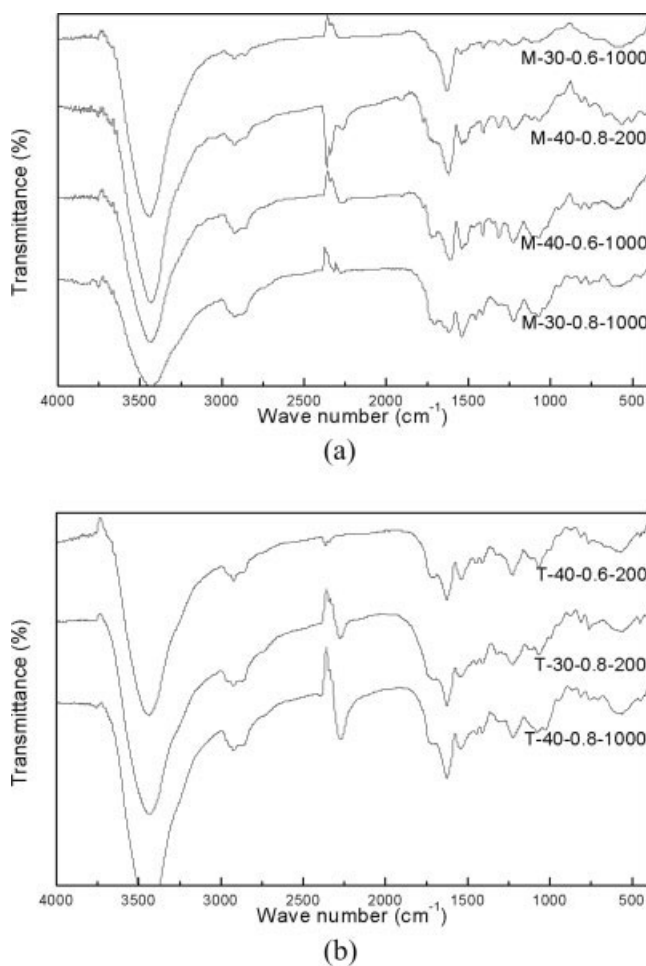 M-30-0.6-1000
M-40-0.8-200
M-40-0.6-1000
M-30-0.8-1000
Transmittance (%)
4000 3500 3000 2500 2000 1500 1000 500
Wave number (cm⁻¹)
(a)
T-40-0.6-200
T-30-0.8-200
T-40-0.8-1000
Transmittance (%)
4000 3500 3000 2500 2000 1500 1000 500
Wave number (cm⁻¹)
(b)